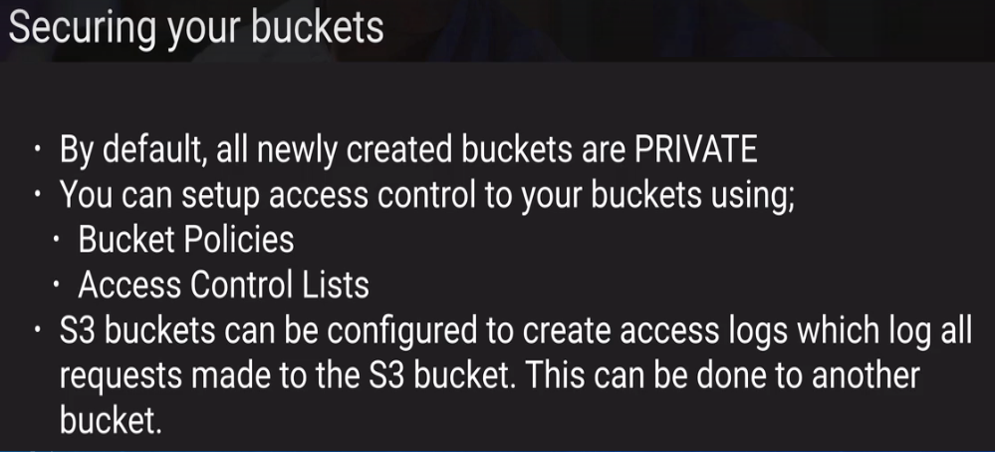 Securing your buckets
• By default, all newly created buckets are PRIVATE
• You can setup access control to your buckets using;
• Bucket Policies
• Access Control Lists
• S3 buckets can be configured to create access logs which log all
requests made to the S3 bucket. This can be done to another
bucket.